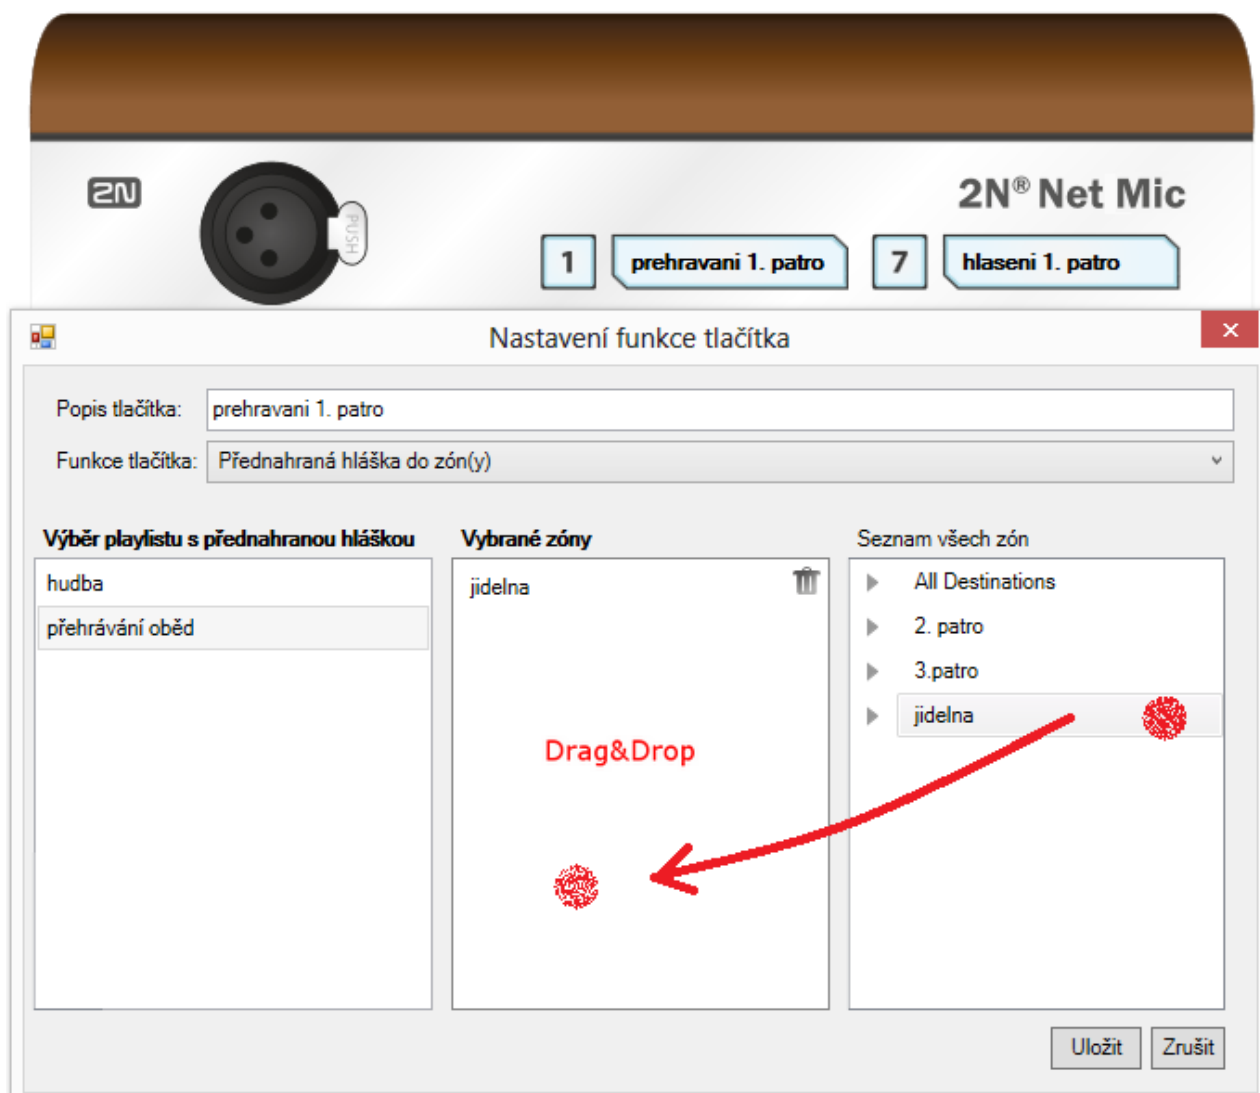 2N
2N® Net Mic
PUSH
1 prehravani 1. patro 7 hlaseni 1. patro
Nastavení funkce tlačítka
Popis tlačítka: prehravani 1. patro
Funkce tlačítka: Přednahraná hláška do zón(y)
Výběr playlistu s přednahranou hláškou
hudba
přehrávání oběd
Vybrané zóny
jidelna
Drag&Drop
Seznam všech zón
All Destinations
2. patro
3.patro
jidelna
Uložit Zrušit